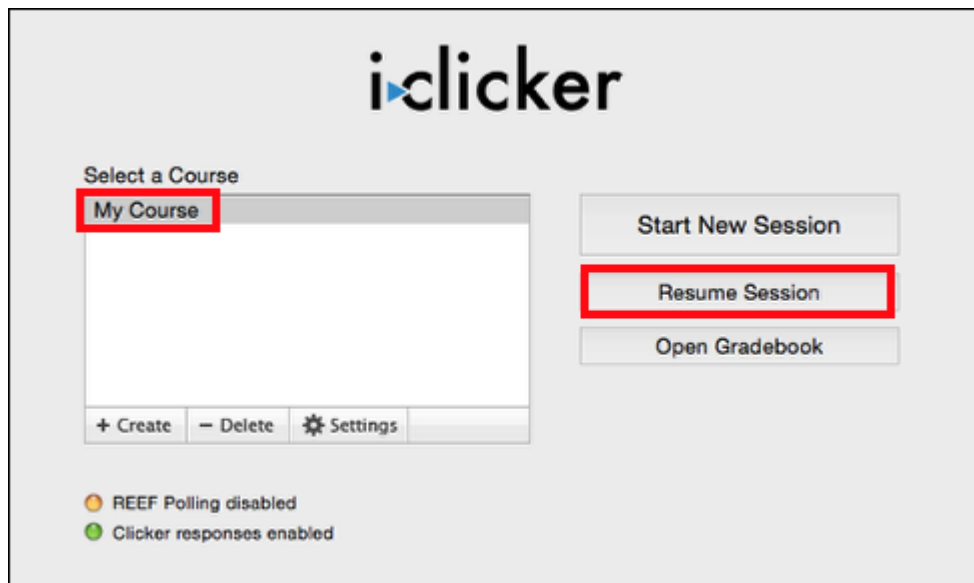 i▸clicker
Select a Course
My Course
Start New Session
Resume Session
Open Gradebook
+ Create – Delete Settings
REEF Polling disabled
Clicker responses enabled